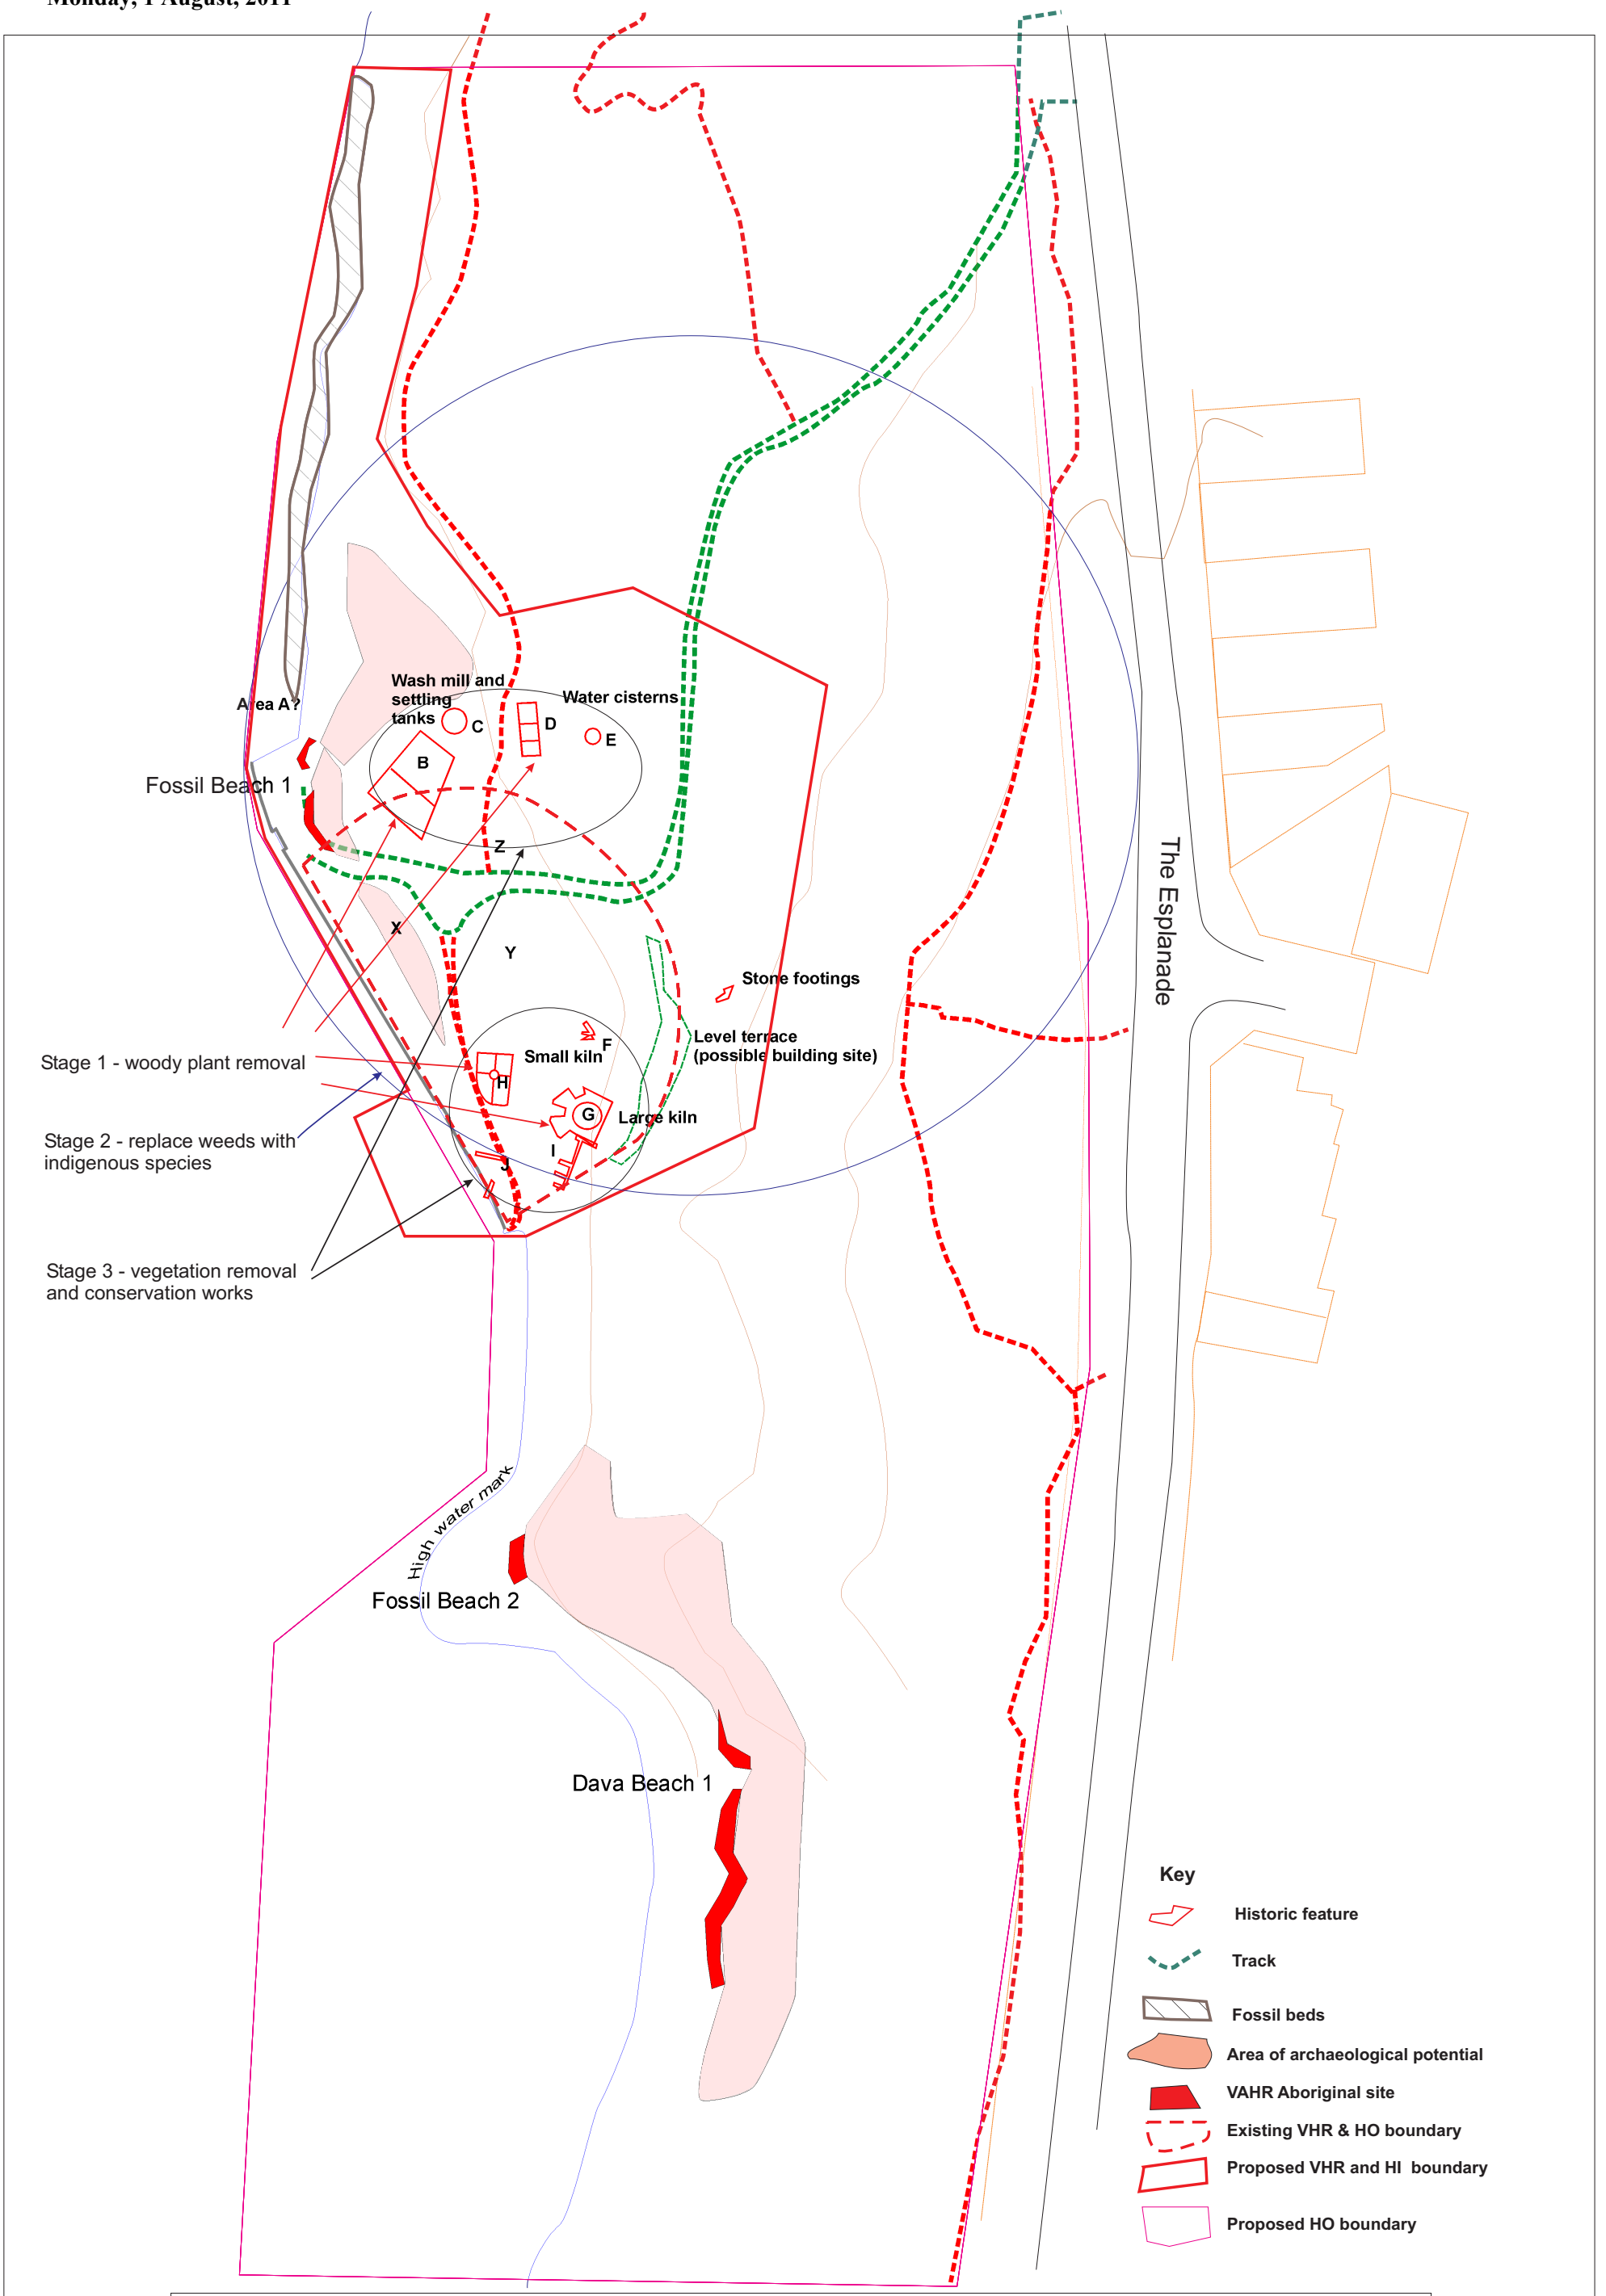 Monday, 1 August, 2011
Wash mill and
settling
tanks
Water cisterns
Area A?
C
D
E
B
Fossil Beach 1
Z
X
Y
Stone footings
Level terrace
(possible building site)
F
Small kiln
H
G
Large kiln
I
J
The Esplanade
Stage 1 - woody plant removal
Stage 2 - replace weeds with
indigenous species
Stage 3 - vegetation removal
and conservation works
High water mark
Fossil Beach 2
Dava Beach 1
Key
Historic feature
Track
Fossil beds
Area of archaeological potential
VAHR Aboriginal site
Existing VHR & HO boundary
Proposed VHR and HI boundary
Proposed HO boundary